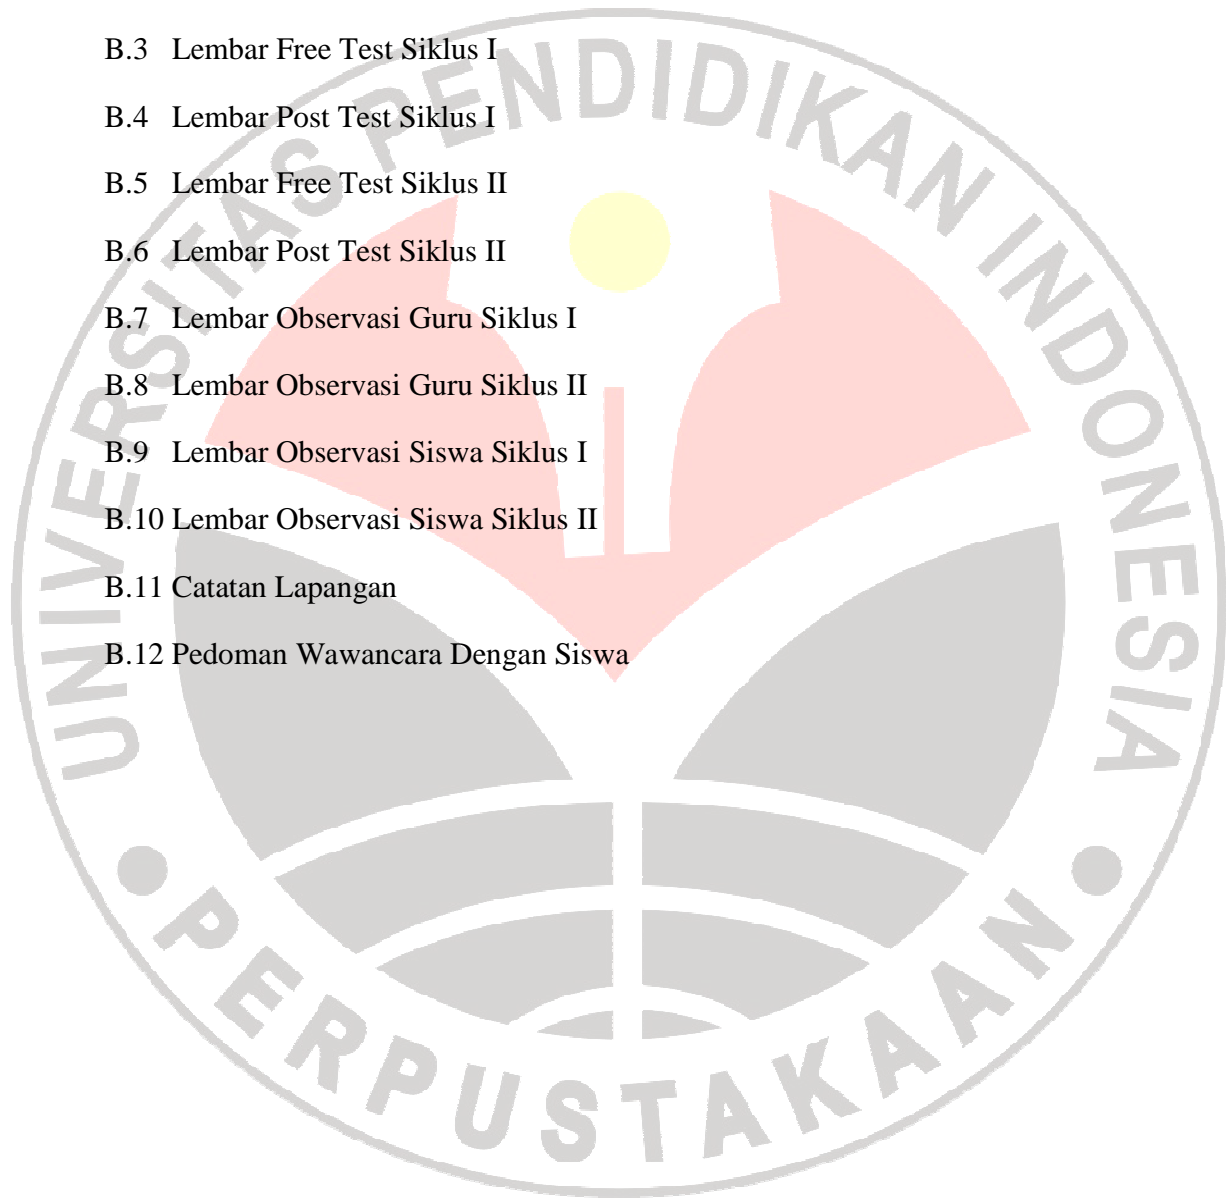 B.3 Lembar Free Test Siklus I
B.4 Lembar Post Test Siklus I
B.5 Lembar Free Test Siklus II
B.6 Lembar Post Test Siklus II
B.7 Lembar Observasi Guru Siklus I
B.8 Lembar Observasi Guru Siklus II
B.9 Lembar Observasi Siswa Siklus I
B.10 Lembar Observasi Siswa Siklus II
B.11 Catatan Lapangan
B.12 Pedoman Wawancara Dengan Siswa
UNIVERSITAS PENDIDIKAN INDONESIA
PERPUSTAKAAN